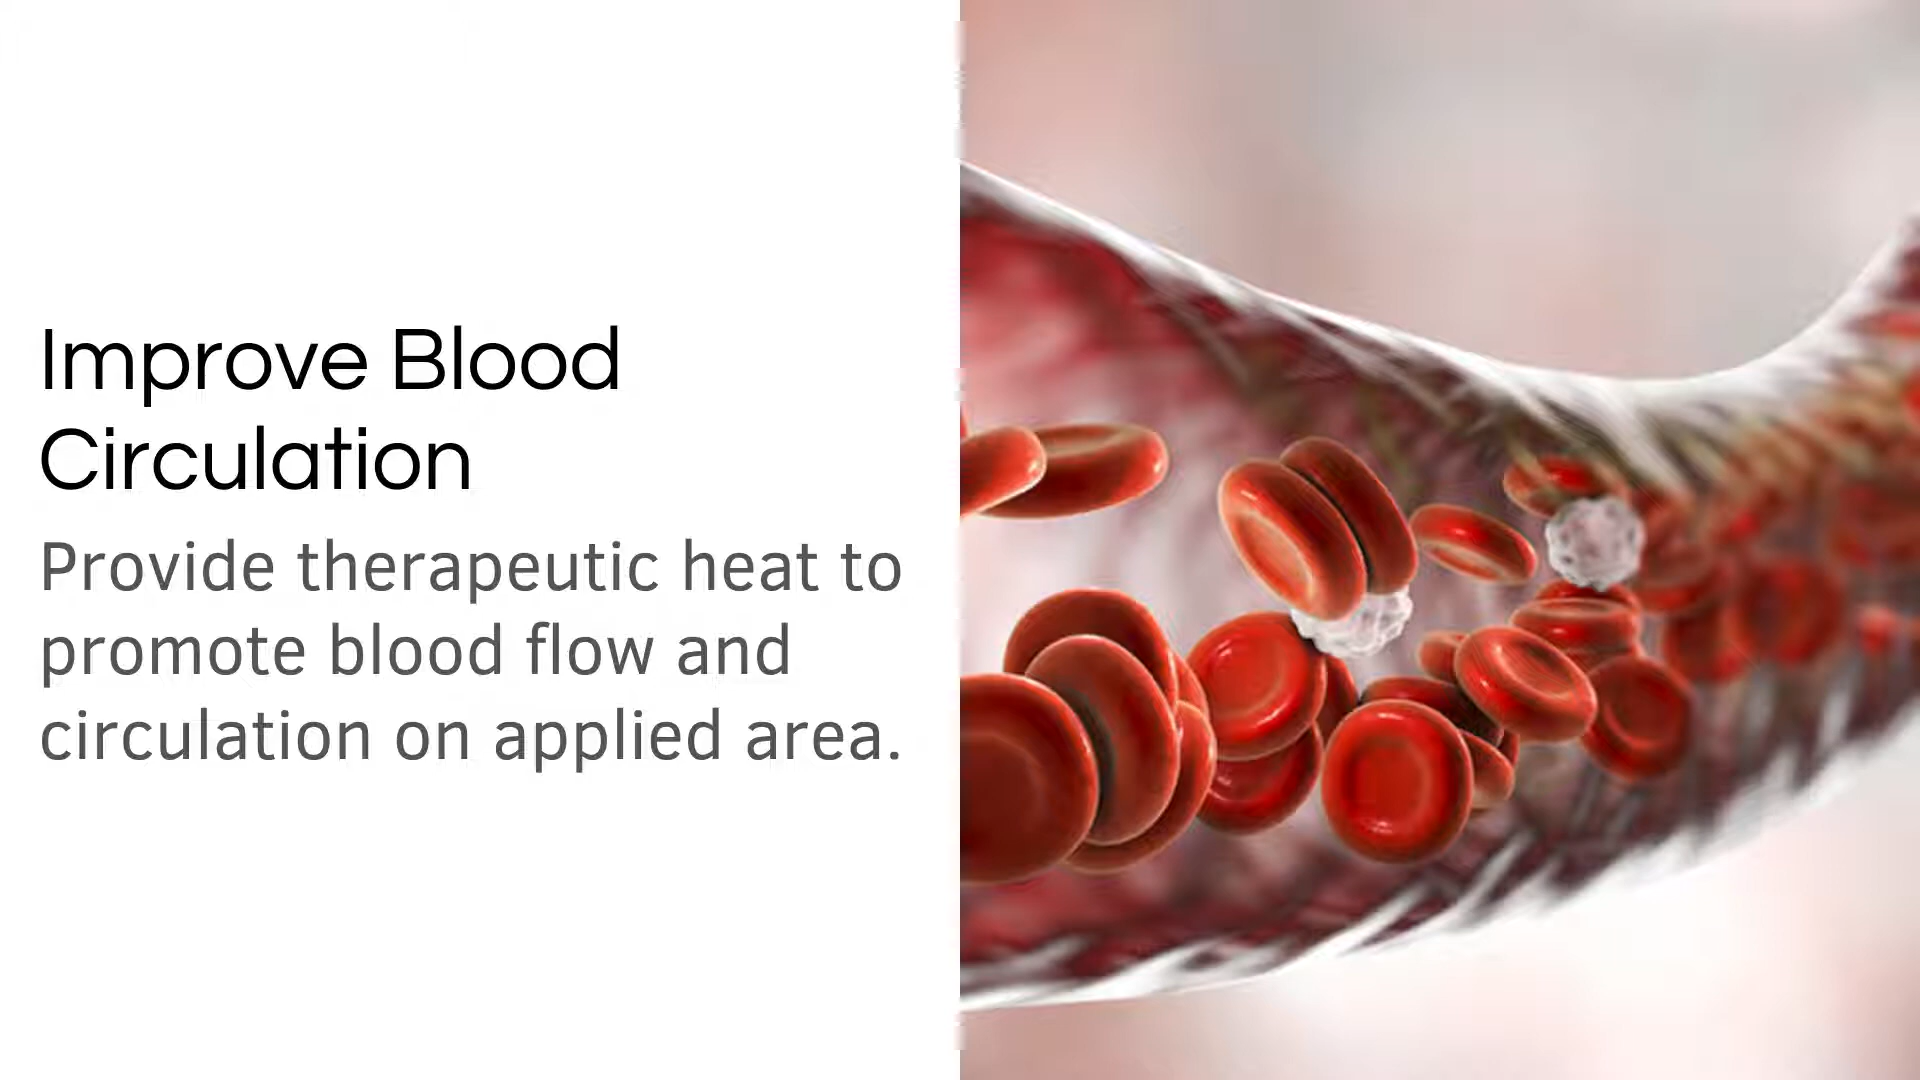 Improve Blood
Circulation
Provide therapeutic heat to
promote blood flow and
circulation on applied area.